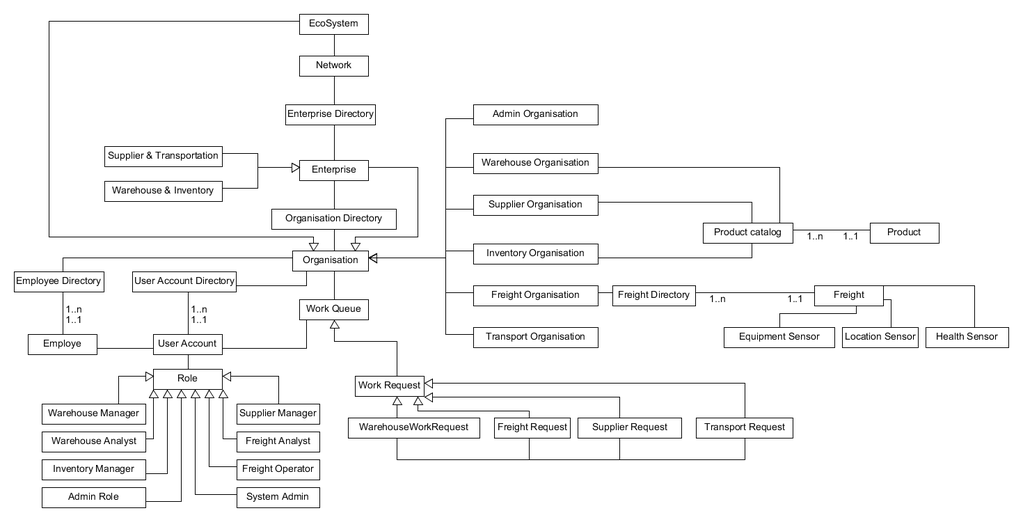 EcoSystem
Network
Enterprise Directory
Admin Organisation
Supplier & Transportation
Warehouse Organisation
Enterprise
Warehouse & Inventory
Supplier Organisation
Organisation Directory
Product catalog
1..n
1..1
Product
Organisation
Inventory Organisation
Employee Directory
User Account Directory
Freight Organisation
Freight Directory
1..n
1..1
Freight
Work Queue
1..n
1..1
1..n
1..1
Transport Organisation
Equipment Sensor
Location Sensor
Health Sensor
Employe
User Account
Role
Work Request
Warehouse Manager
Supplier Manager
WarehouseWorkRequest
Freight Request
Supplier Request
Transport Request
Warehouse Analyst
Freight Analyst
Inventory Manager
Freight Operator
Admin Role
System Admin